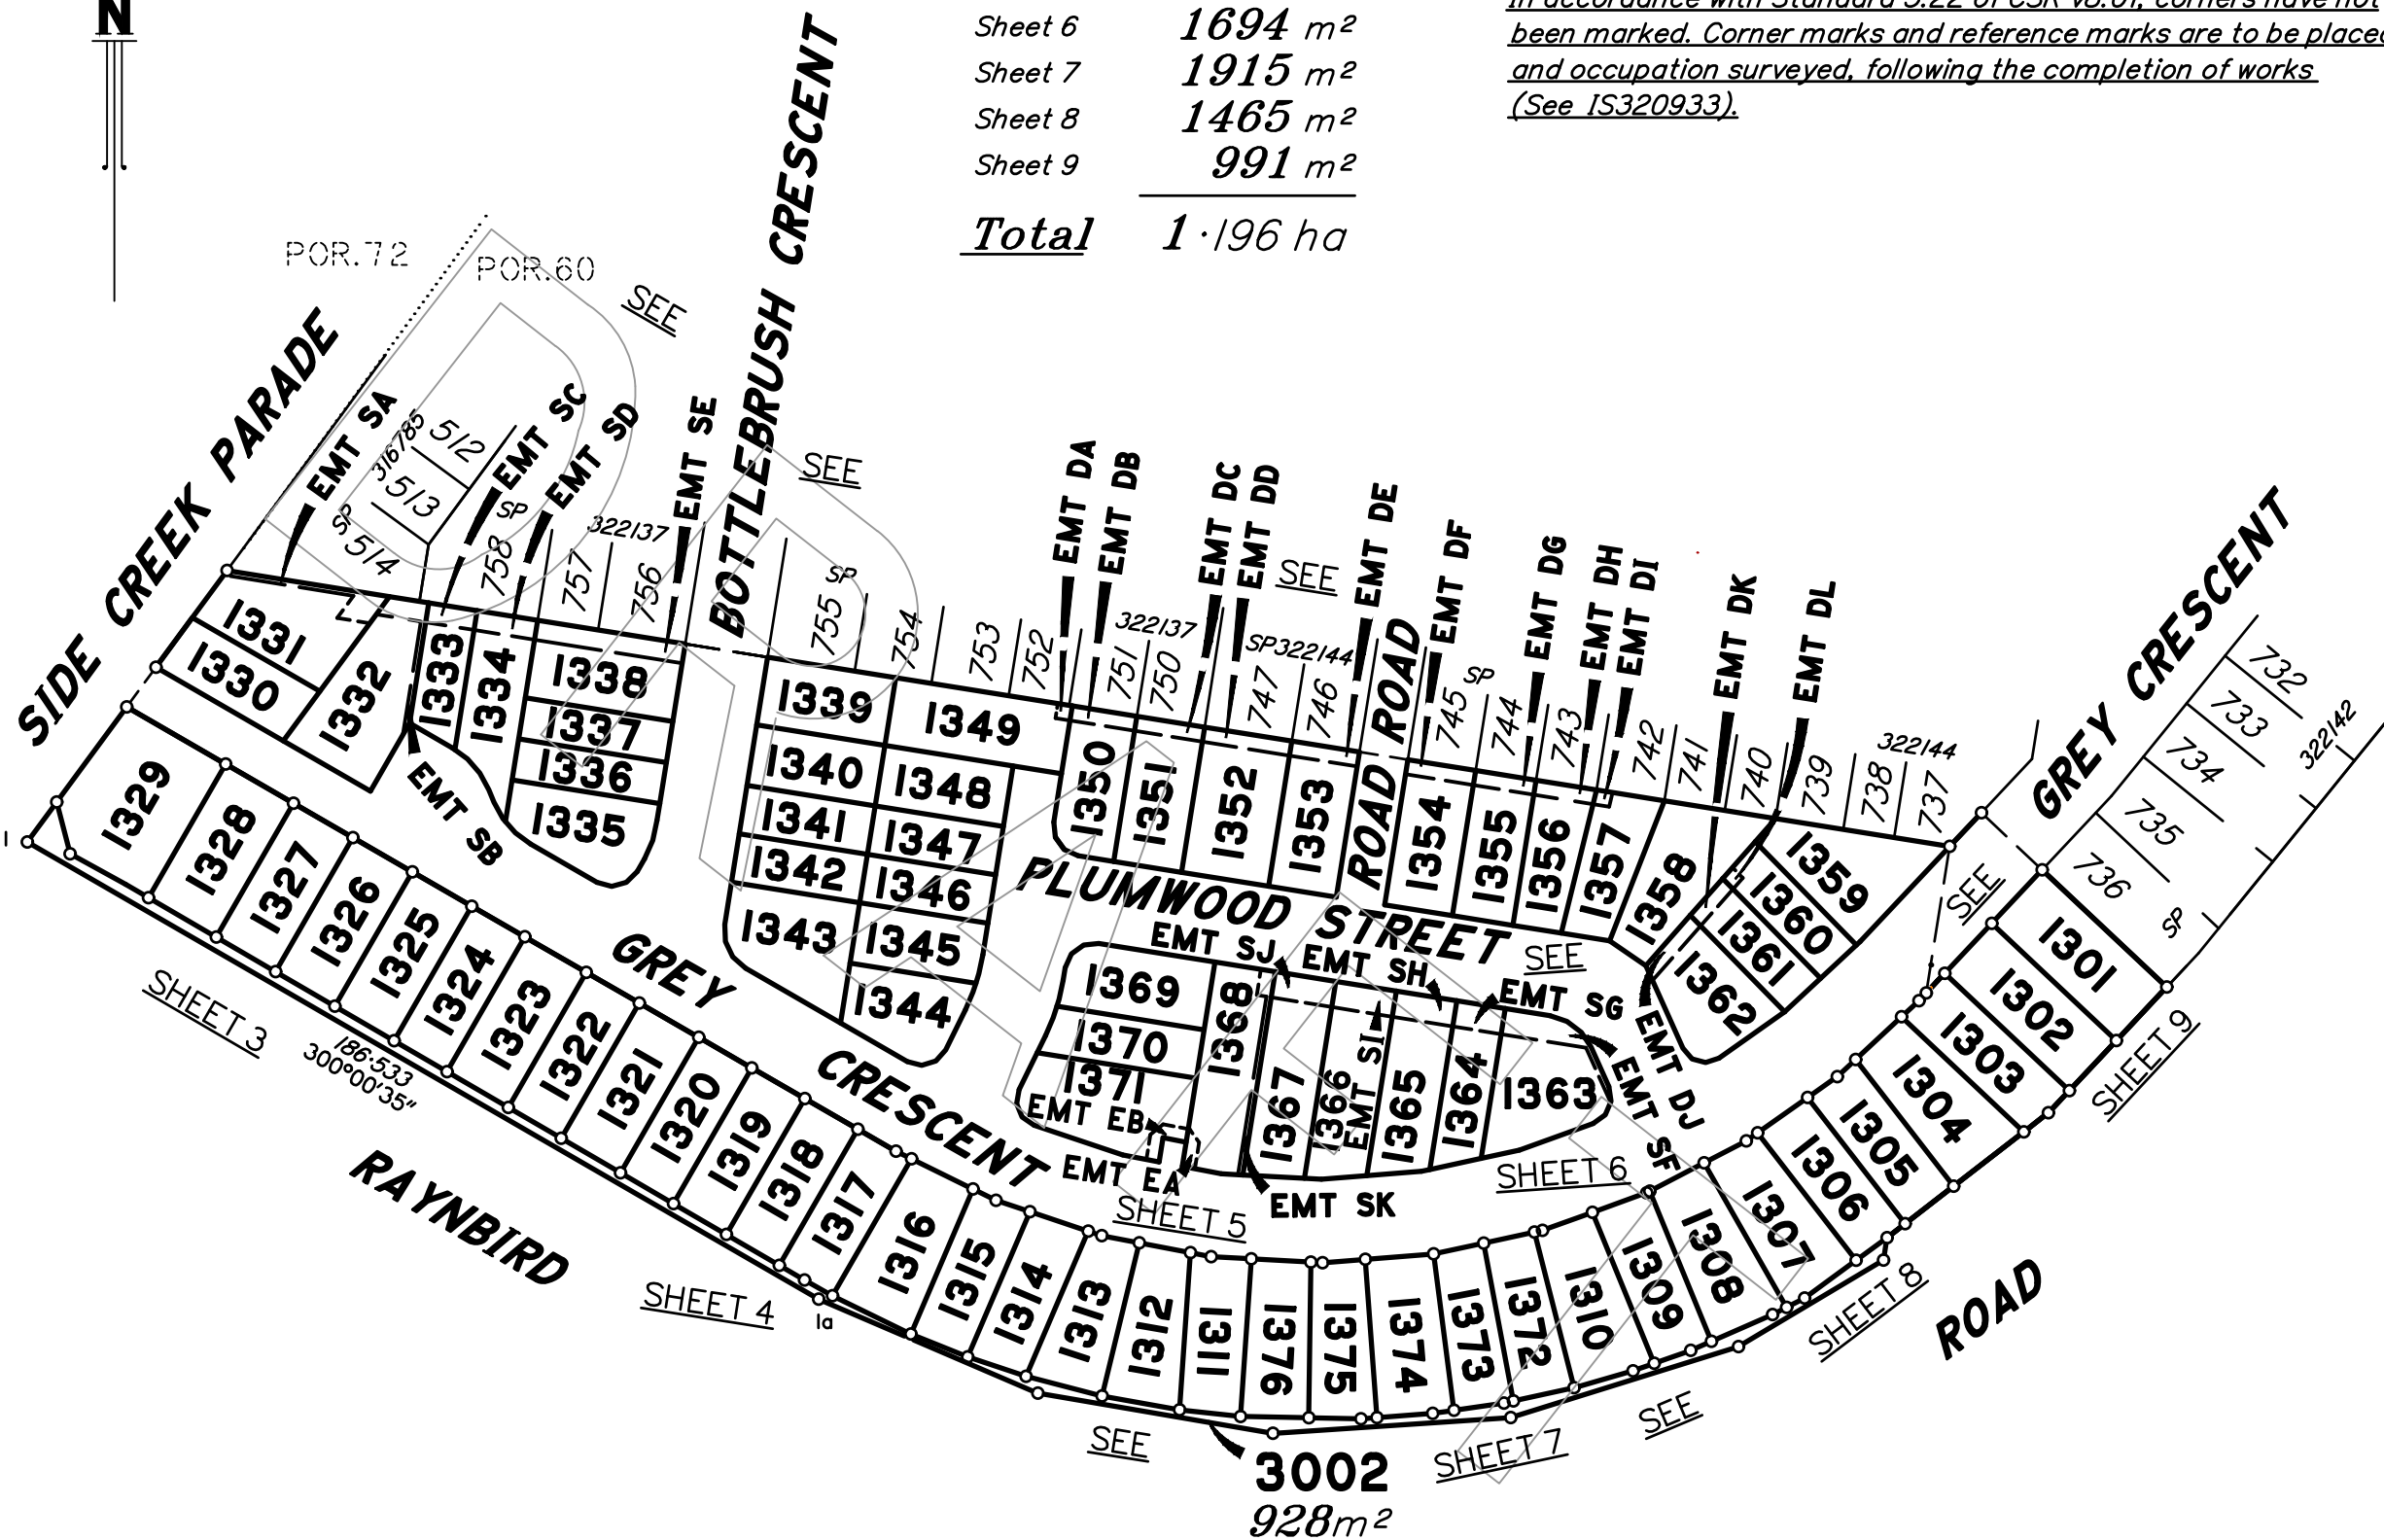 N
Sheet 6 1694 m²
Sheet 7 1915 m²
Sheet 8 1465 m²
Sheet 9 991 m²
Total 1·196 ha
In accordance with Standard 5.22 of CSR v8.01, corners have not
been marked. Corner marks and reference marks are to be placed
and occupation surveyed, following the completion of works
(See IS320933).
POR.72
POR.60
SEE
SIDE CREEK PARADE
BOTTLEBRUSH CRESCENT
EMT SA
EMT SC
EMT SD
EMT SE
SP 316785
512
513
514
SP 322137
758
757
756
SEE
SP 322137
755
754
753
752
751
750
EMT DA
EMT DB
EMT DC
EMT DD
SEE
SP322144
747
746
EMT DE
EMT DF
ROAD ROAD
EMT DG
EMT DH
EMT DI
EMT DK
EMT DL
SP 322144
745
744
743
742
741
740
739
738
737
GREY CRESCENT
732
733
734
735
736
SP 322142
1331
1330
1332
1333
1334
1338
1337
1336
1335
EMT SB
1339
1349
1340
1348
1341
1347
1342
1346
1343
1345
1344
1350
1351
1352
1353
1354
1355
1356
1357
1358
1359
1360
1361
1362
PLUMWOOD STREET
SEE
EMT SJ
EMT SH
EMT SG
EMT SI
EMT DJ
EMT SF
1369
1370
1371
1368
1367
1366
1365
1364
1363
EMT EB
EMT EA
EMT SK
SHEET 5
SHEET 6
SEE
SHEET 9
GREY CRESCENT
1
1329
1328
1327
1326
1325
1324
1323
1322
1321
1320
1319
1318
1317
1316
1315
1314
1313
1312
1311
1376
1375
1374
1373
1372
1310
1309
1308
1307
1306
1305
1304
1303
1302
1301
SHEET 3
186·533
300°00'35"
RAYNBIRD
ROAD
SHEET 4
1a
SEE
SHEET 7
SEE
SHEET 8
3002
928m²